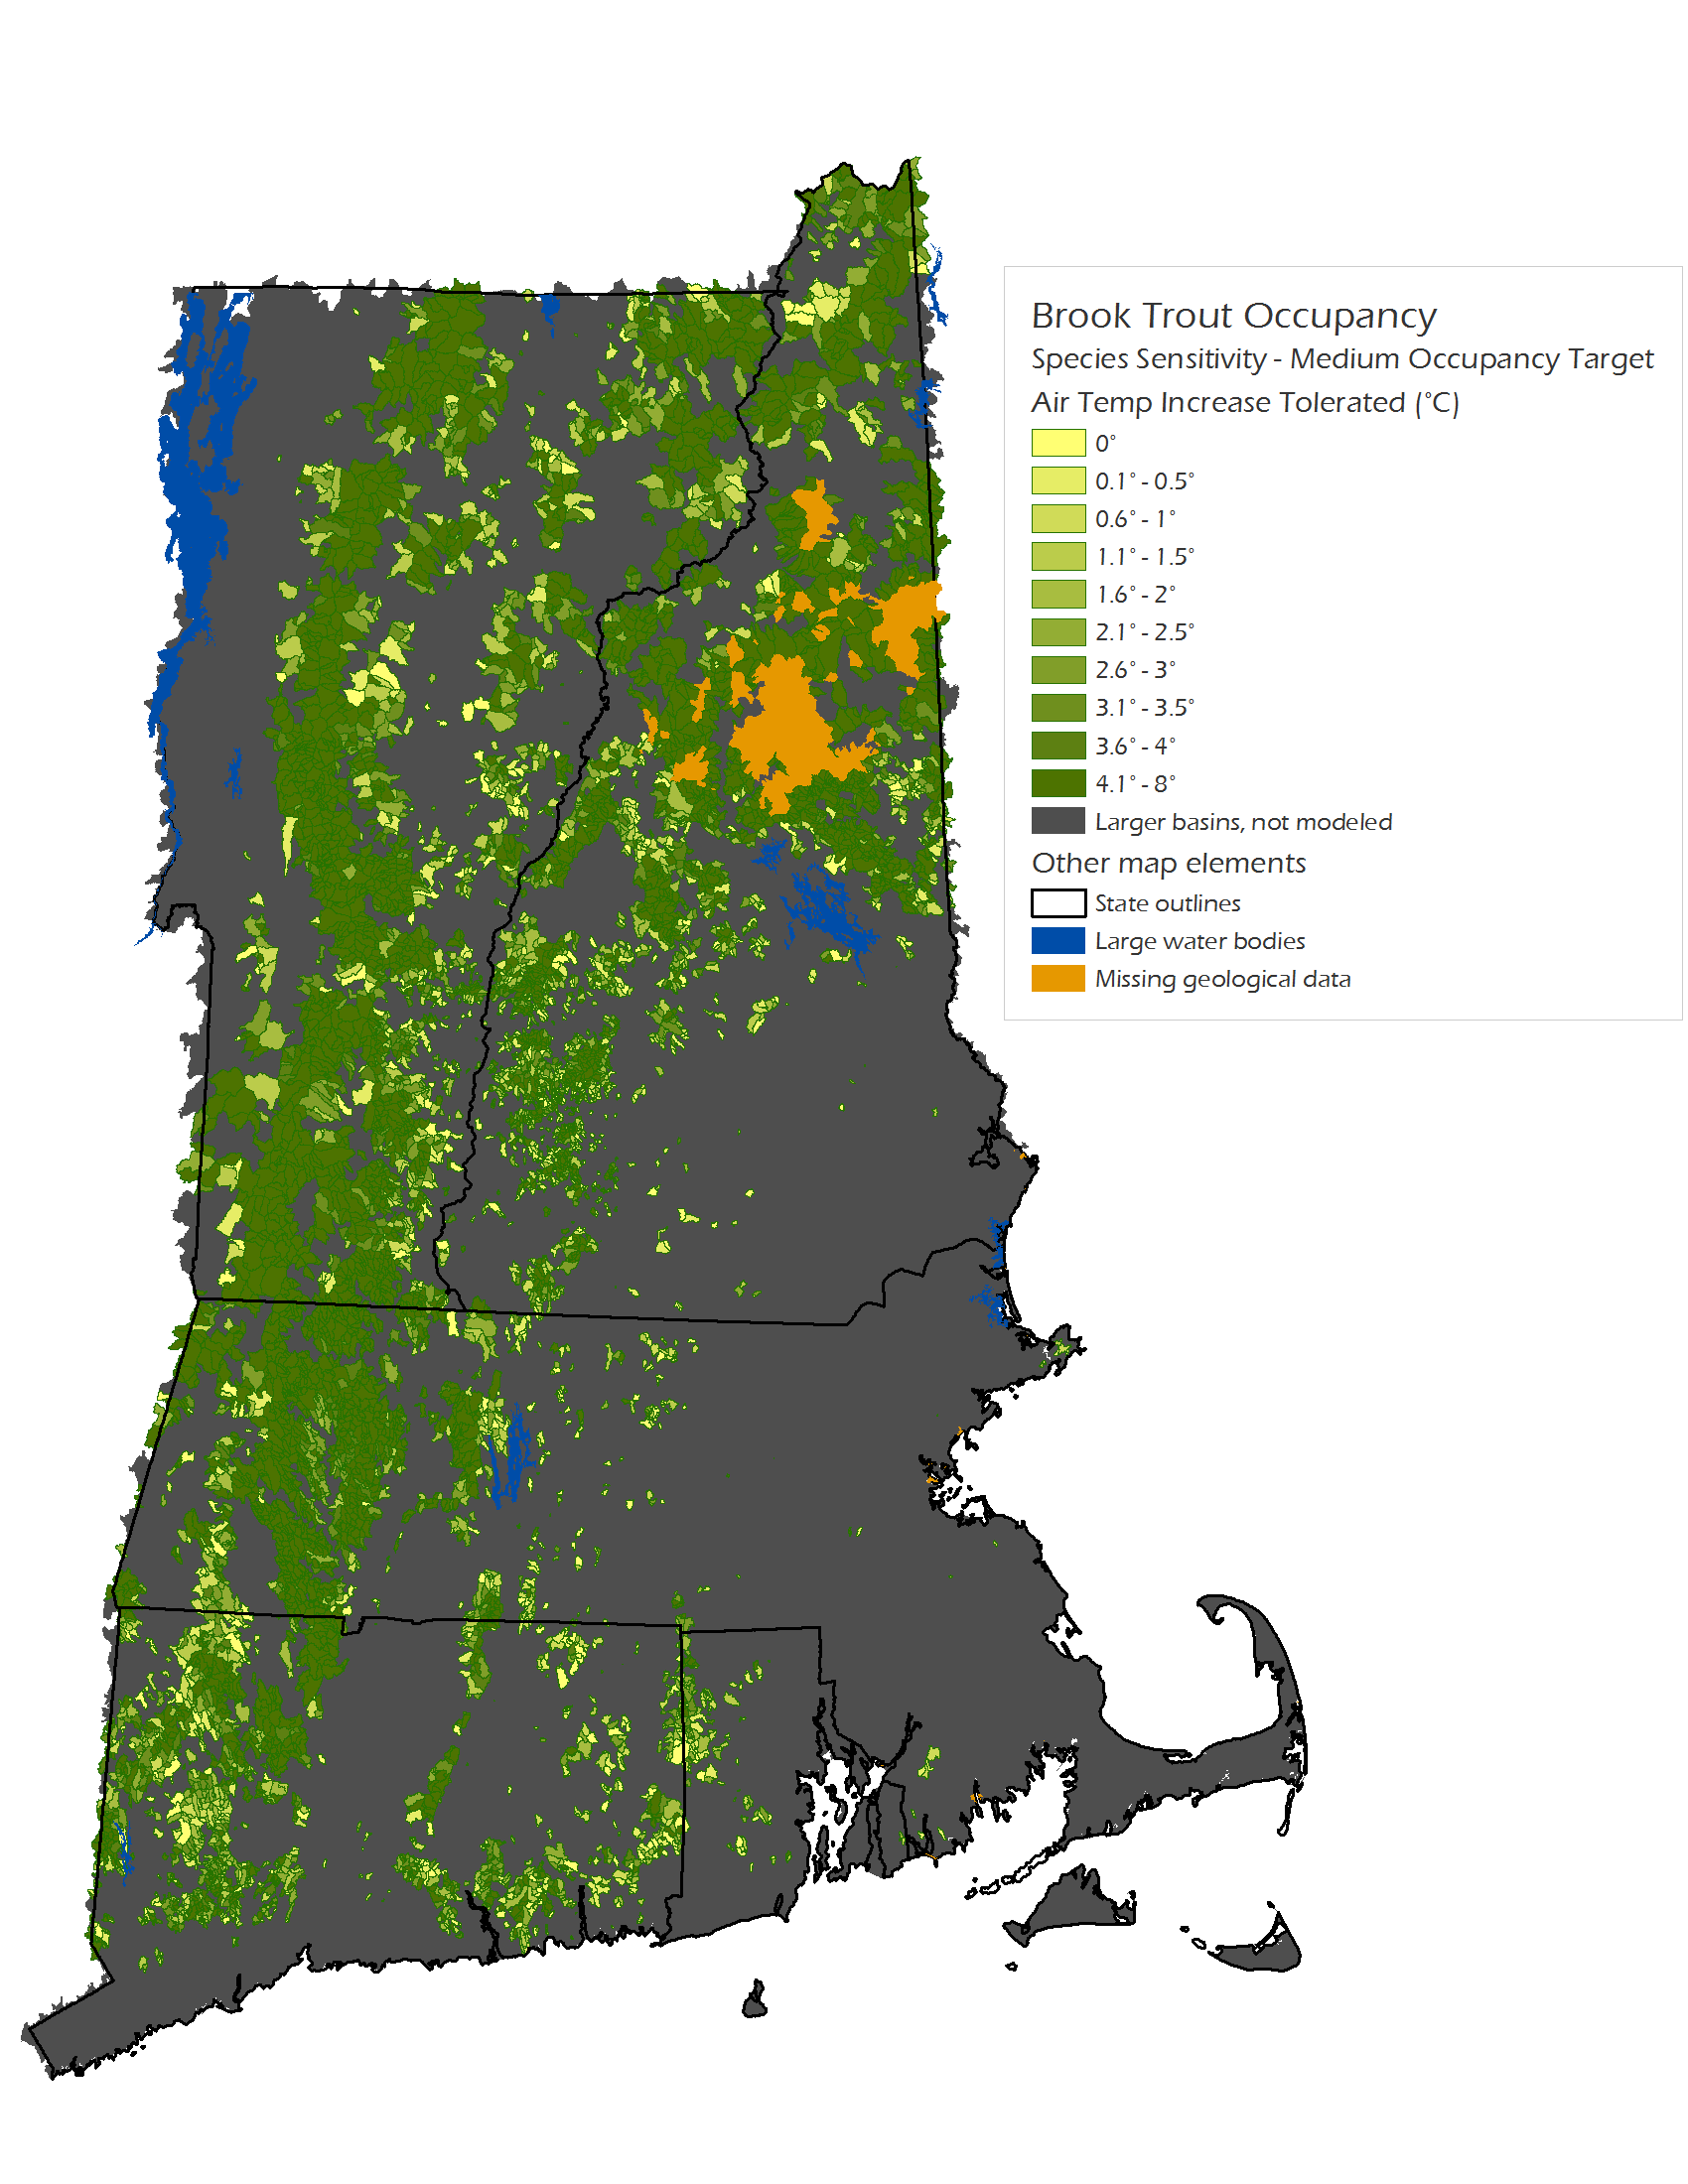 Brook Trout Occupancy
Species Sensitivity - Medium Occupancy Target
Air Temp Increase Tolerated (°C)
0°
0.1° - 0.5°
0.6° - 1°
1.1° - 1.5°
1.6° - 2°
2.1° - 2.5°
2.6° - 3°
3.1° - 3.5°
3.6° - 4°
4.1° - 8°
Larger basins, not modeled
Other map elements
State outlines
Large water bodies
Missing geological data